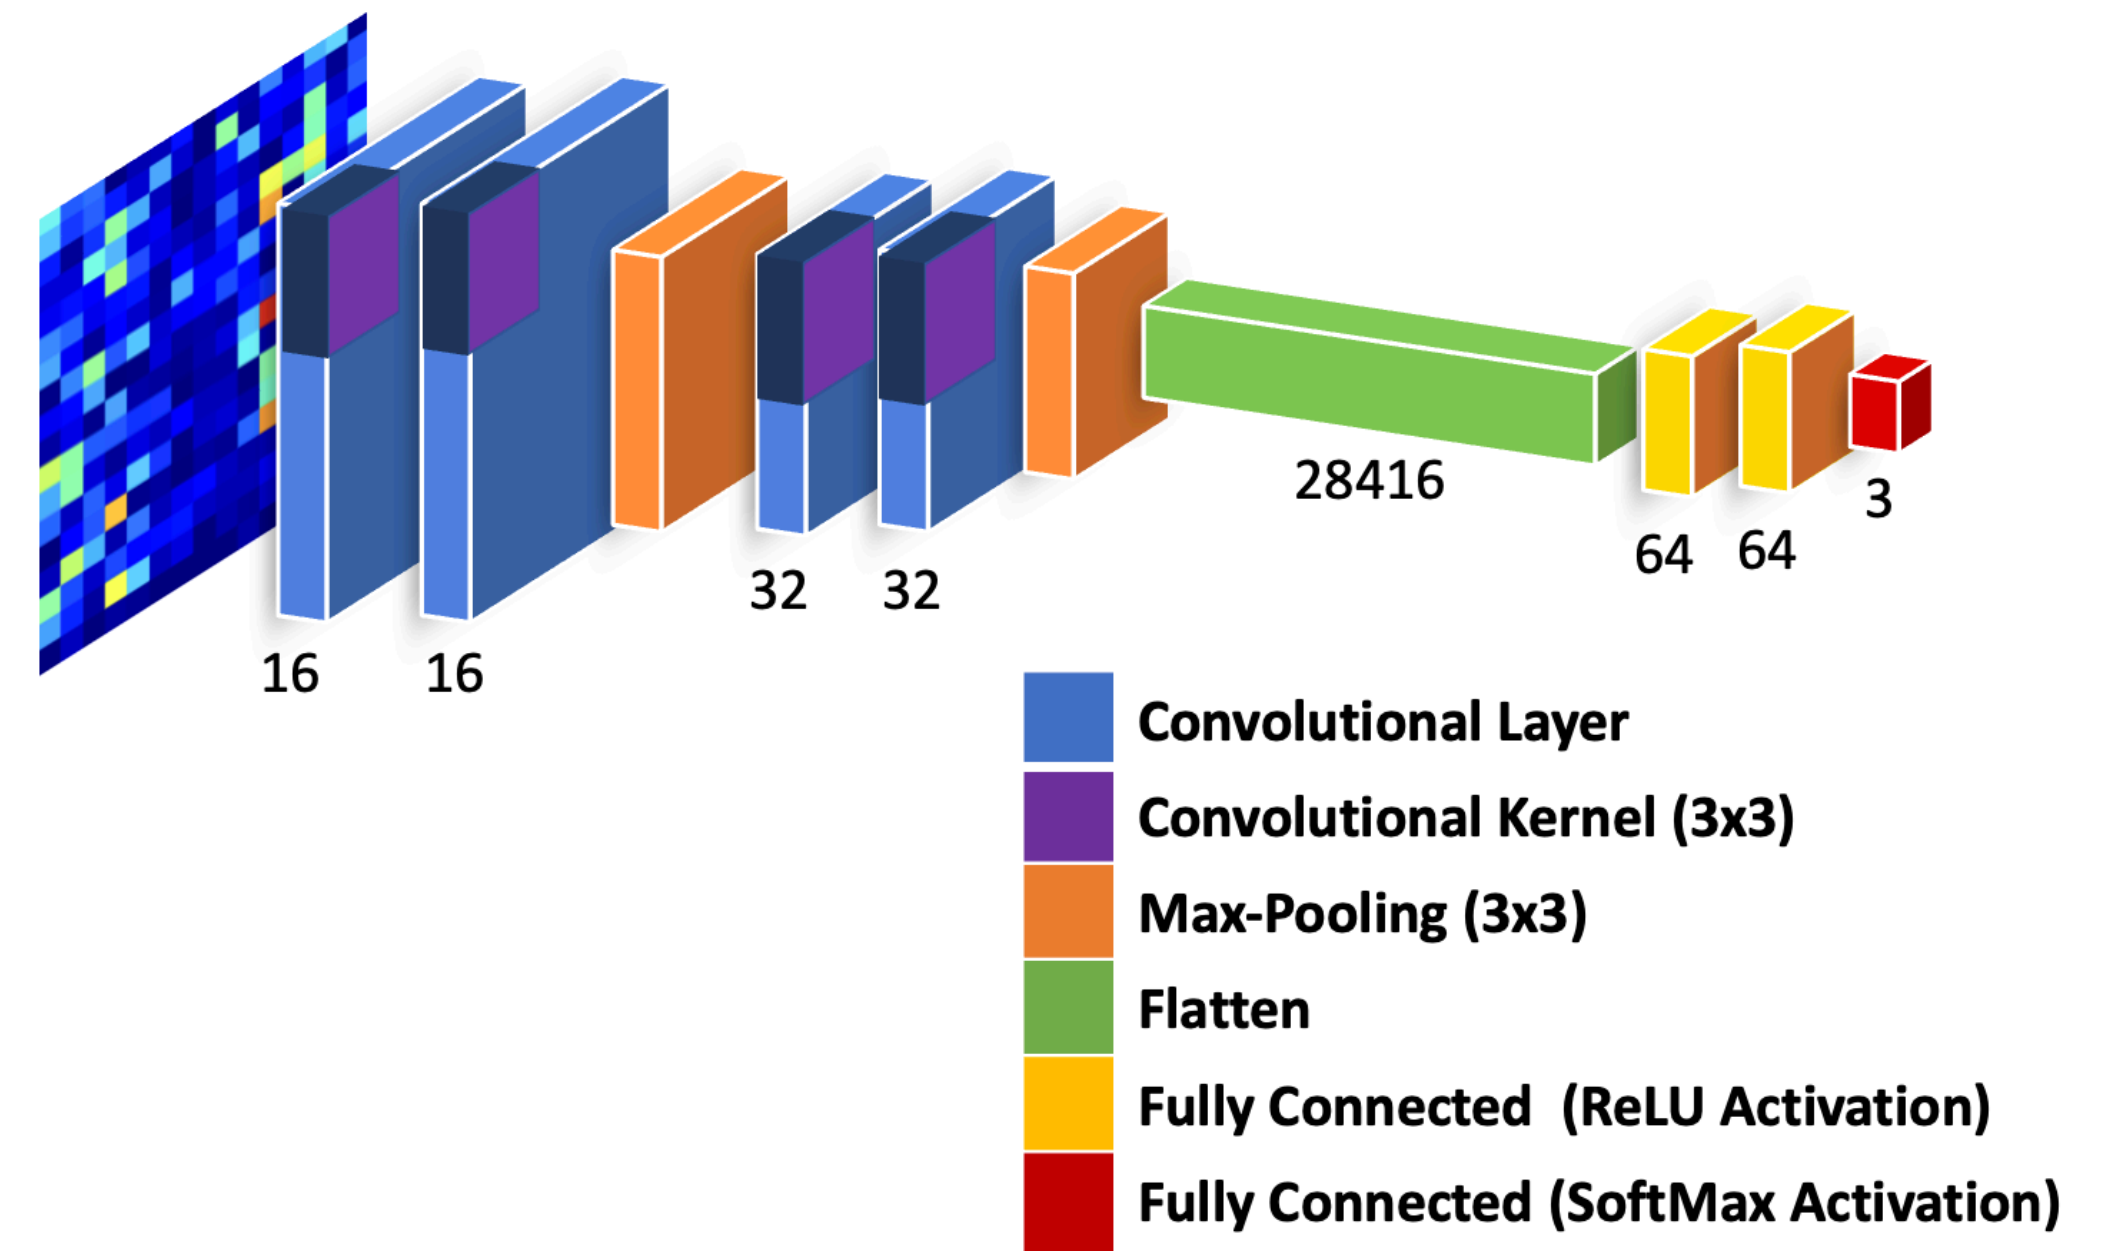 16
16
32
32
28416
64
64
3
Convolutional Layer
Convolutional Kernel (3x3)
Max-Pooling (3x3)
Flatten
Fully Connected (ReLU Activation)
Fully Connected (SoftMax Activation)